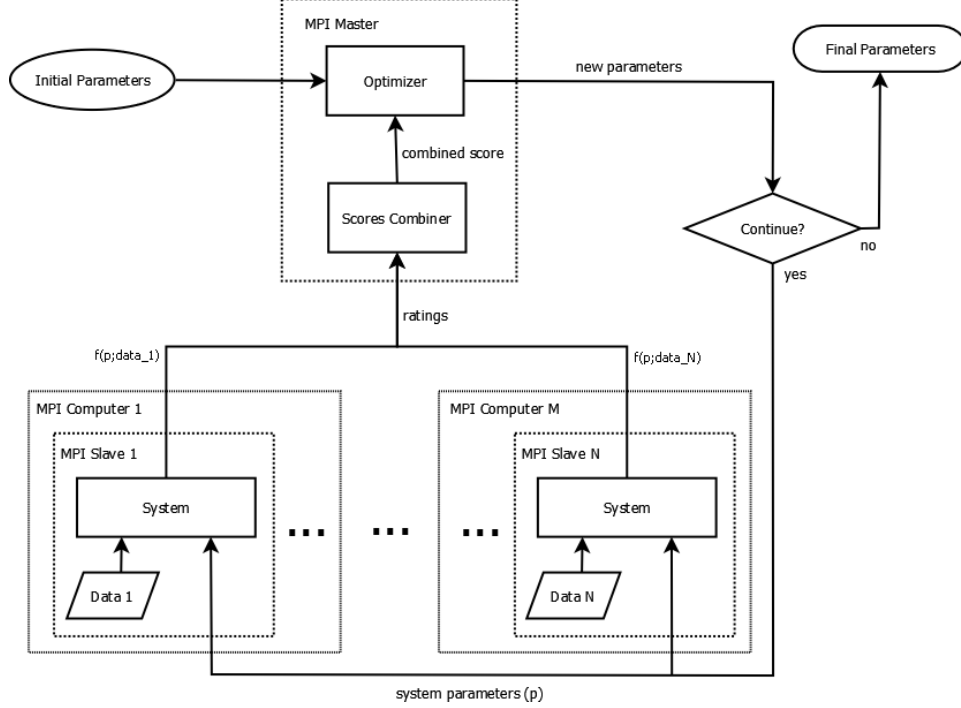 MPI Master
Initial Parameters
Optimizer
new parameters
Final Parameters
combined score
Scores Combiner
Continue?
no
yes
ratings
f(p;data_1)
f(p;data_N)
MPI Computer 1
MPI Computer M
MPI Slave 1
MPI Slave N
System
System
... ... ...
Data 1
Data N
system parameters (p)